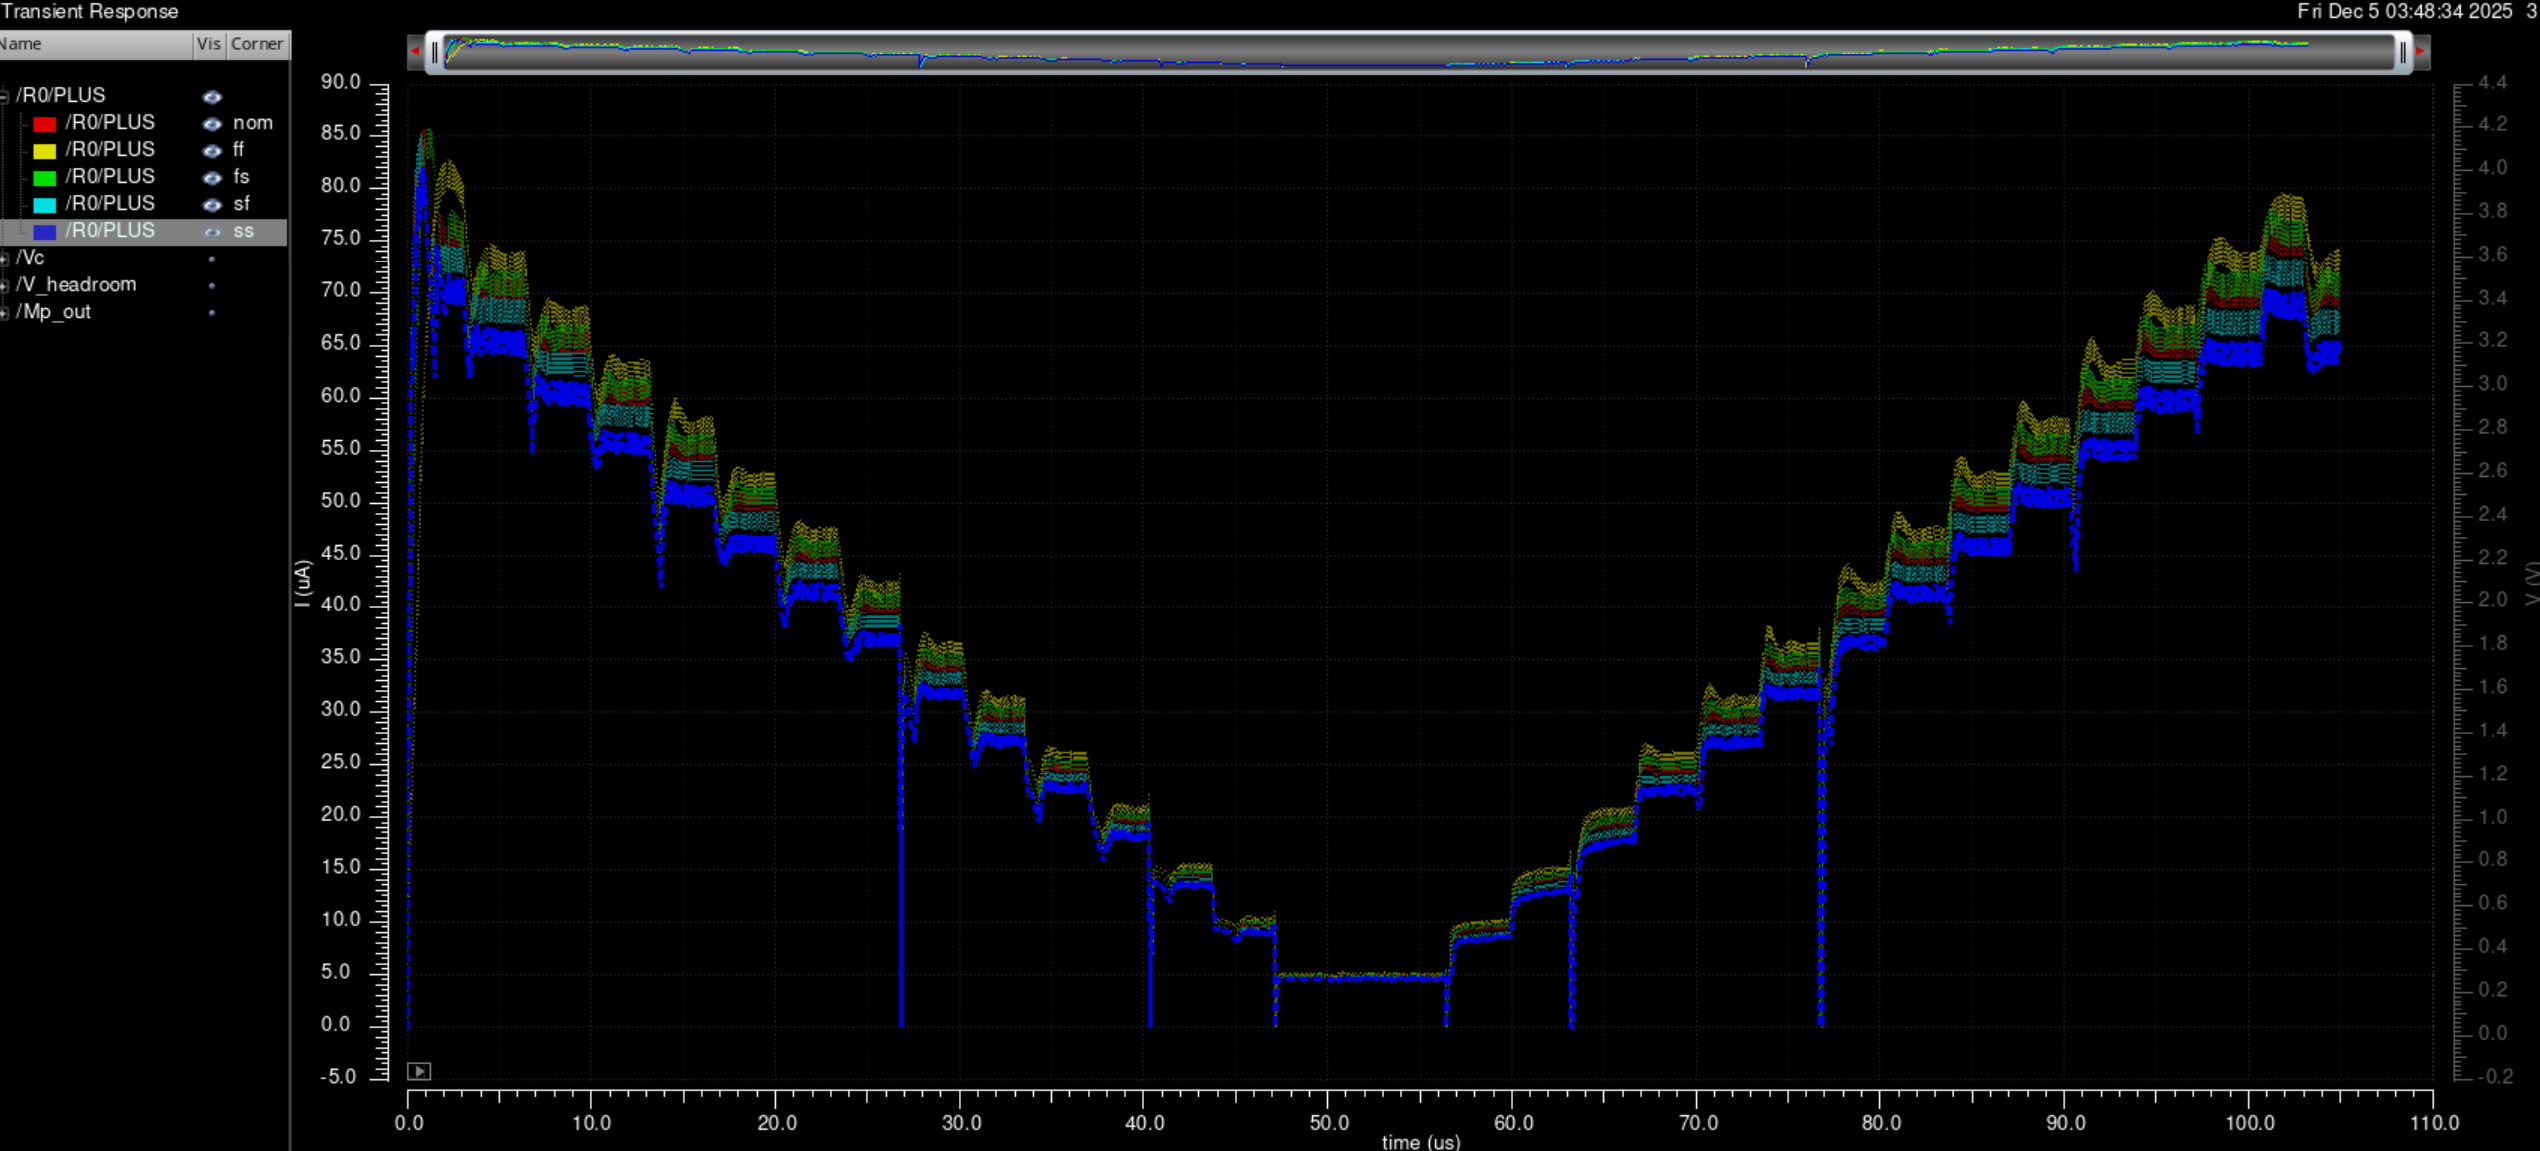 Transient Response
Fri Dec 5 03:48:34 2025 3
Name Vis Corner
/R0/PLUS
/R0/PLUS nom
/R0/PLUS ff
/R0/PLUS fs
/R0/PLUS sf
/R0/PLUS ss
/Vc
/V_headroom
/Mp_out
90.0
85.0
80.0
75.0
70.0
65.0
60.0
55.0
50.0
45.0
40.0
35.0
30.0
25.0
20.0
15.0
10.0
5.0
0.0
-5.0
I (uA)
4.4
4.2
4.0
3.8
3.6
3.4
3.2
3.0
2.8
2.6
2.4
2.2
2.0
1.8
1.6
1.4
1.2
1.0
0.8
0.6
0.4
0.2
0.0
-0.2
V (V)
0.0 10.0 20.0 30.0 40.0 50.0 60.0 70.0 80.0 90.0 100.0 110.0
time (us)